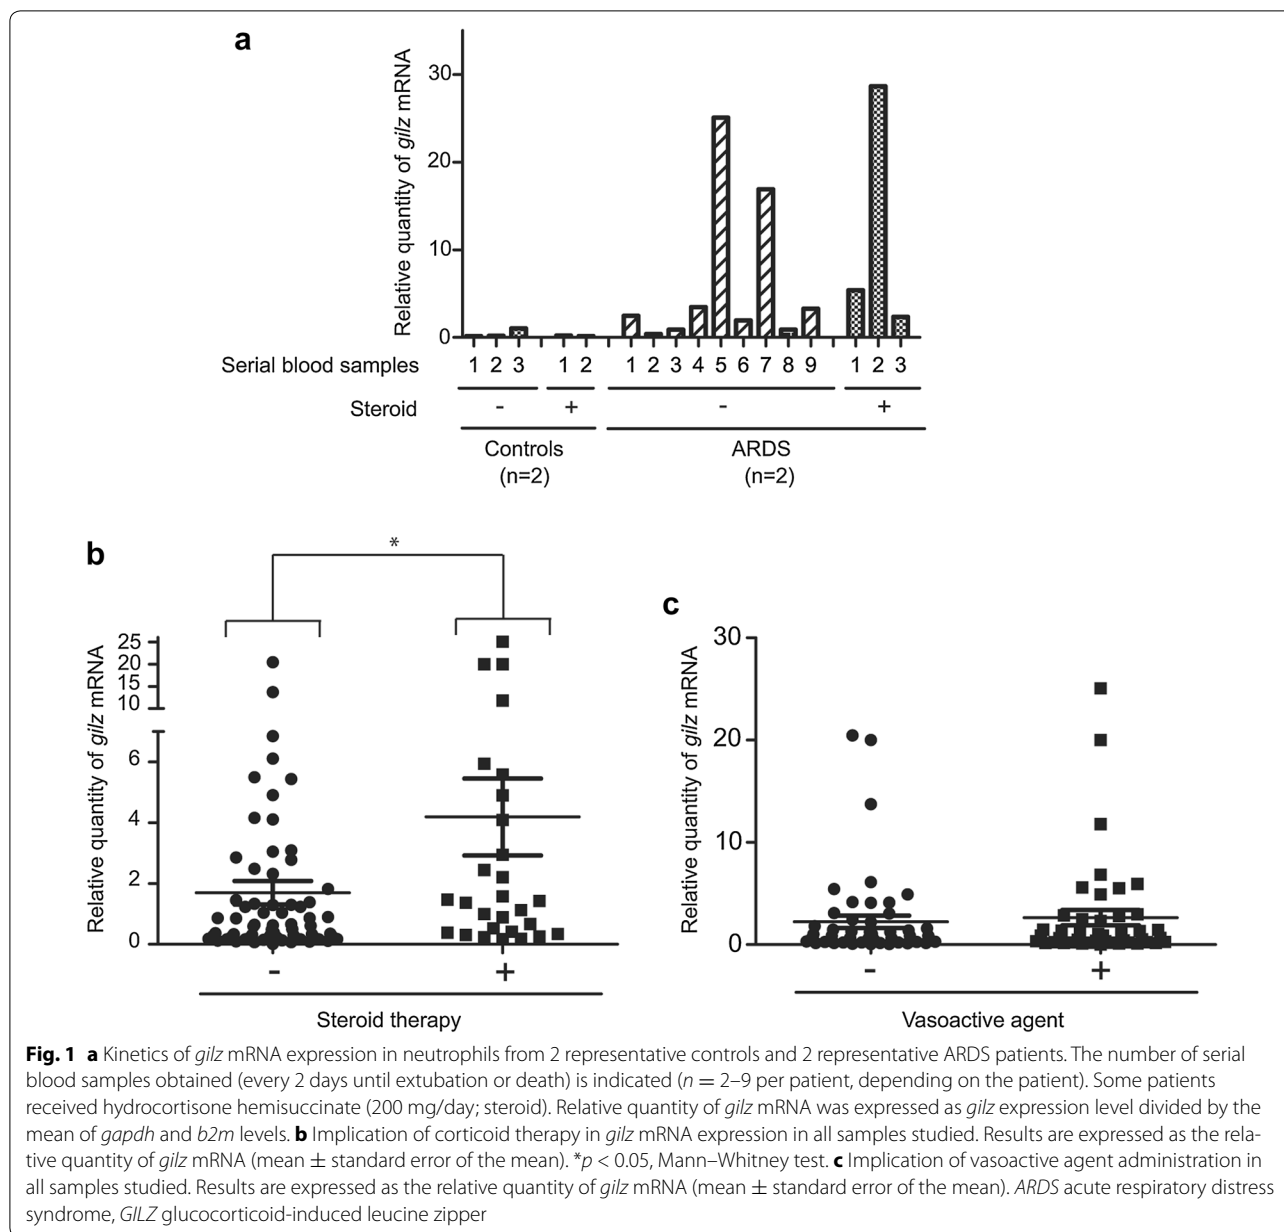 a
Relative quantity of gilz mRNA
30
20
10
0
Serial blood samples 1 2 3 1 2 1 2 3 4 5 6 7 8 9 1 2 3
Steroid - + - +
Controls ARDS
(n=2) (n=2)
b
*
Relative quantity of gilz mRNA
25
20
15
10
6
4
2
0
- +
Steroid therapy
c
Relative quantity of gilz mRNA
30
20
10
0
- +
Vasoactive agent
Fig. 1 a Kinetics of gilz mRNA expression in neutrophils from 2 representative controls and 2 representative ARDS patients. The number of serial
blood samples obtained (every 2 days until extubation or death) is indicated (n = 2–9 per patient, depending on the patient). Some patients
received hydrocortisone hemisuccinate (200 mg/day; steroid). Relative quantity of gilz mRNA was expressed as gilz expression level divided by the
mean of gapdh and b2m levels. b Implication of corticoid therapy in gilz mRNA expression in all samples studied. Results are expressed as the rela-
tive quantity of gilz mRNA (mean ± standard error of the mean). *p < 0.05, Mann–Whitney test. c Implication of vasoactive agent administration in
all samples studied. Results are expressed as the relative quantity of gilz mRNA (mean ± standard error of the mean). ARDS acute respiratory distress
syndrome, GILZ glucocorticoid-induced leucine zipper